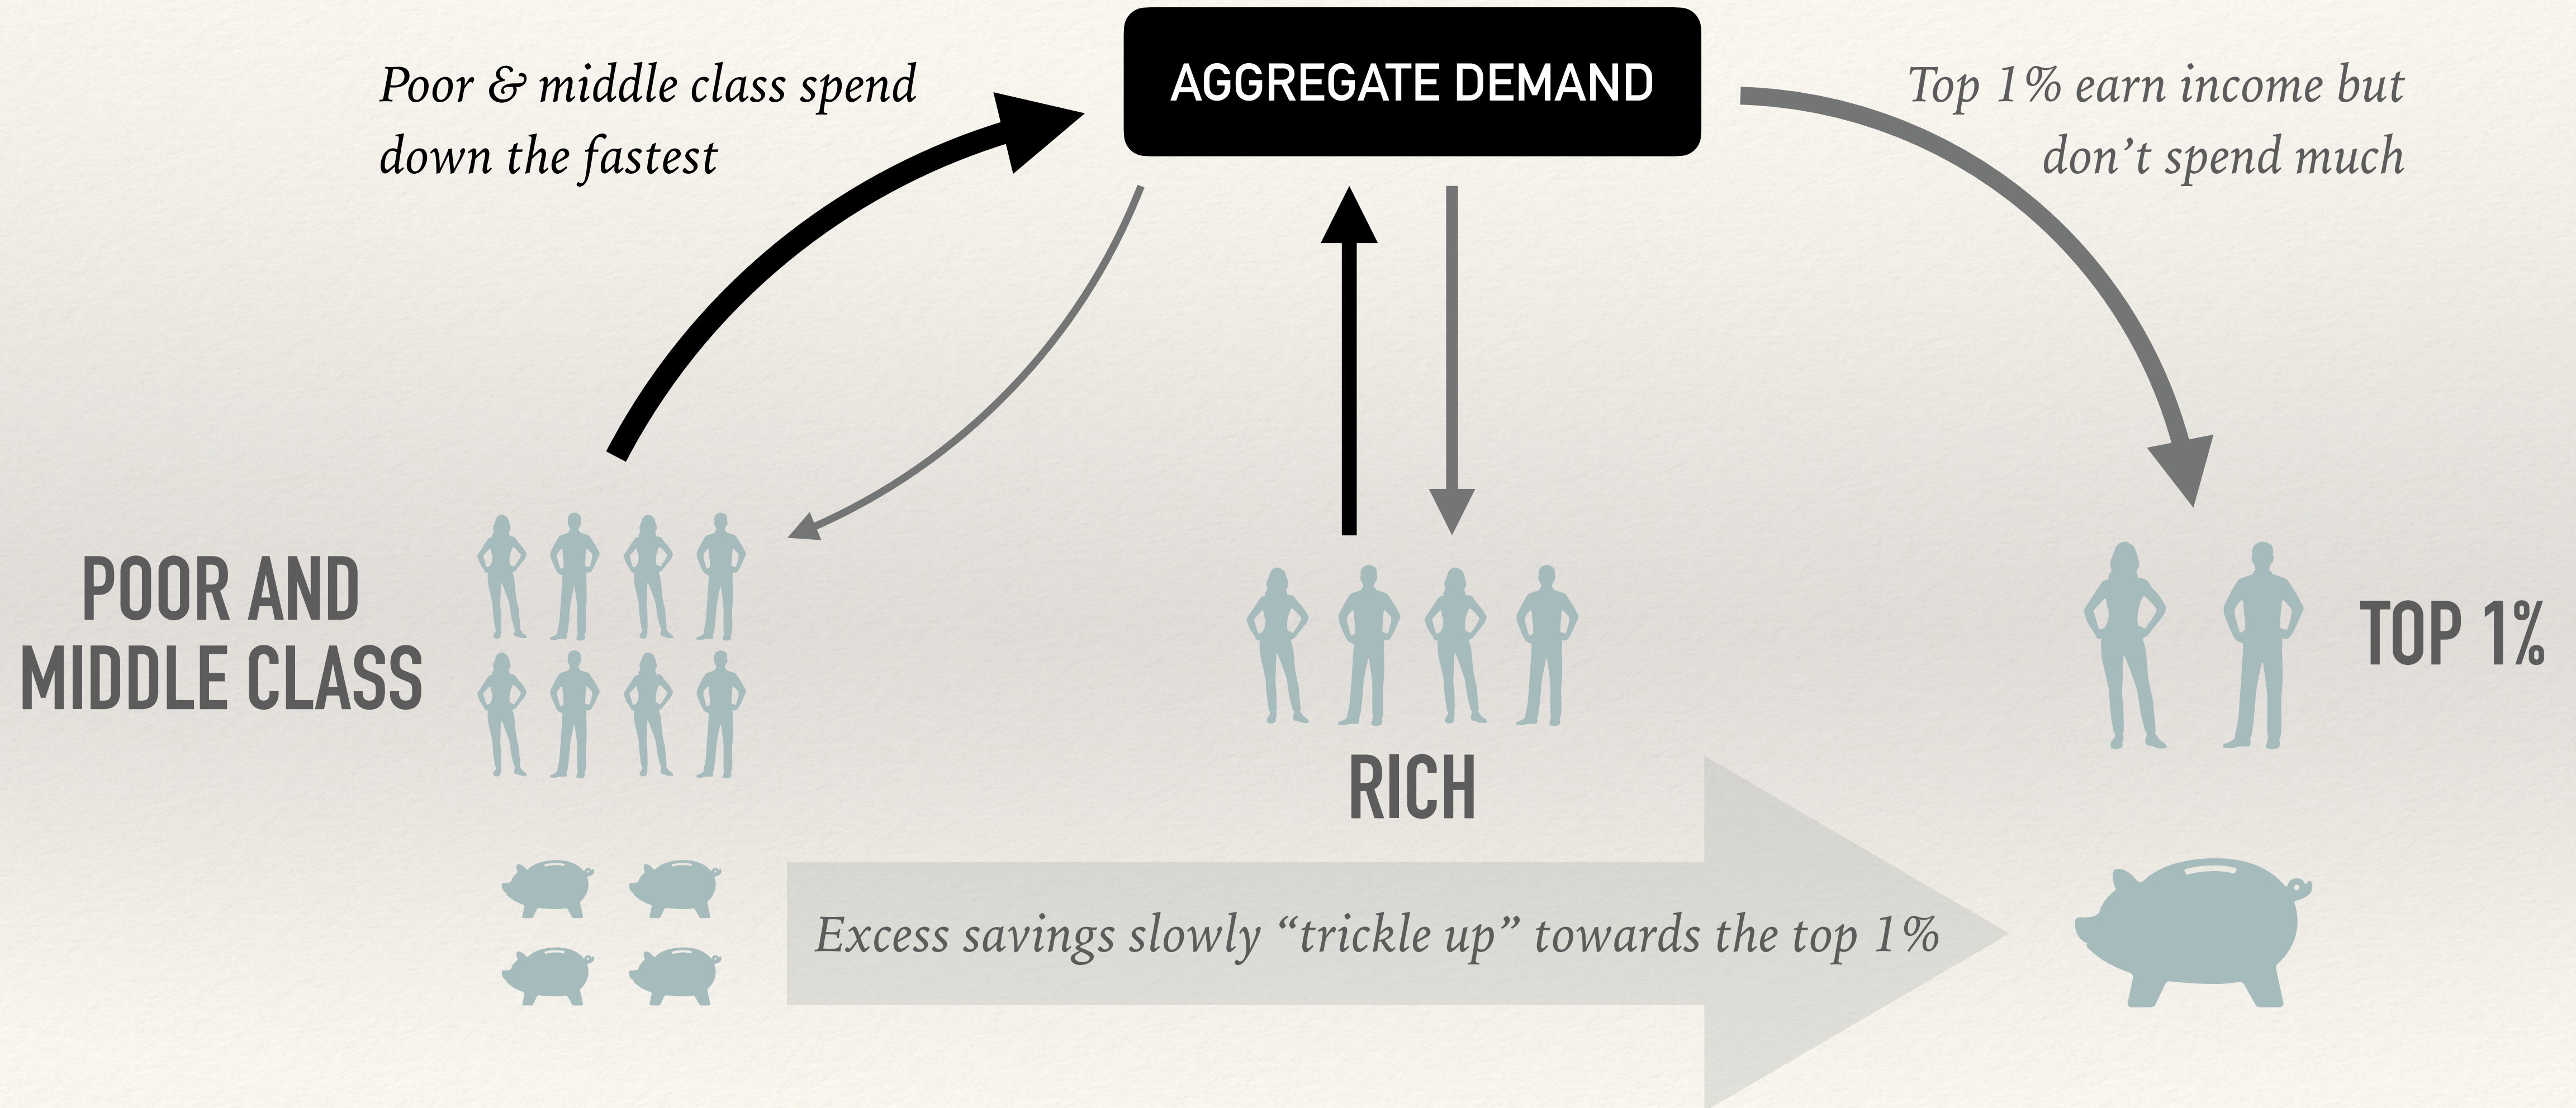 AGGREGATE DEMAND
Poor & middle class spend
down the fastest
Top 1% earn income but
don’t spend much
POOR AND
MIDDLE CLASS
RICH
TOP 1%
Excess savings slowly “trickle up” towards the top 1%